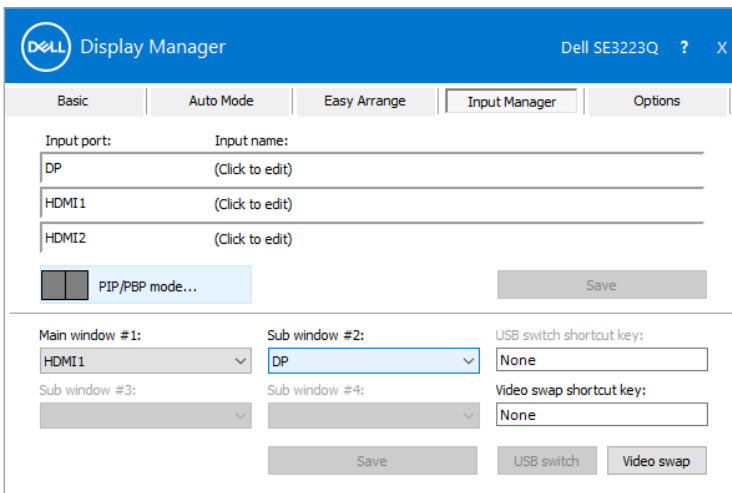 DELL Display Manager Dell SE3223Q ? X
Basic Auto Mode Easy Arrange Input Manager Options
Input port: Input name:
DP (Click to edit)
HDMI1 (Click to edit)
HDMI2 (Click to edit)
PIP/PBP mode... Save
Main window #1: Sub window #2: USB switch shortcut key:
HDMI1 DP None
Sub window #3: Sub window #4: Video swap shortcut key:
None
Save USB switch Video swap